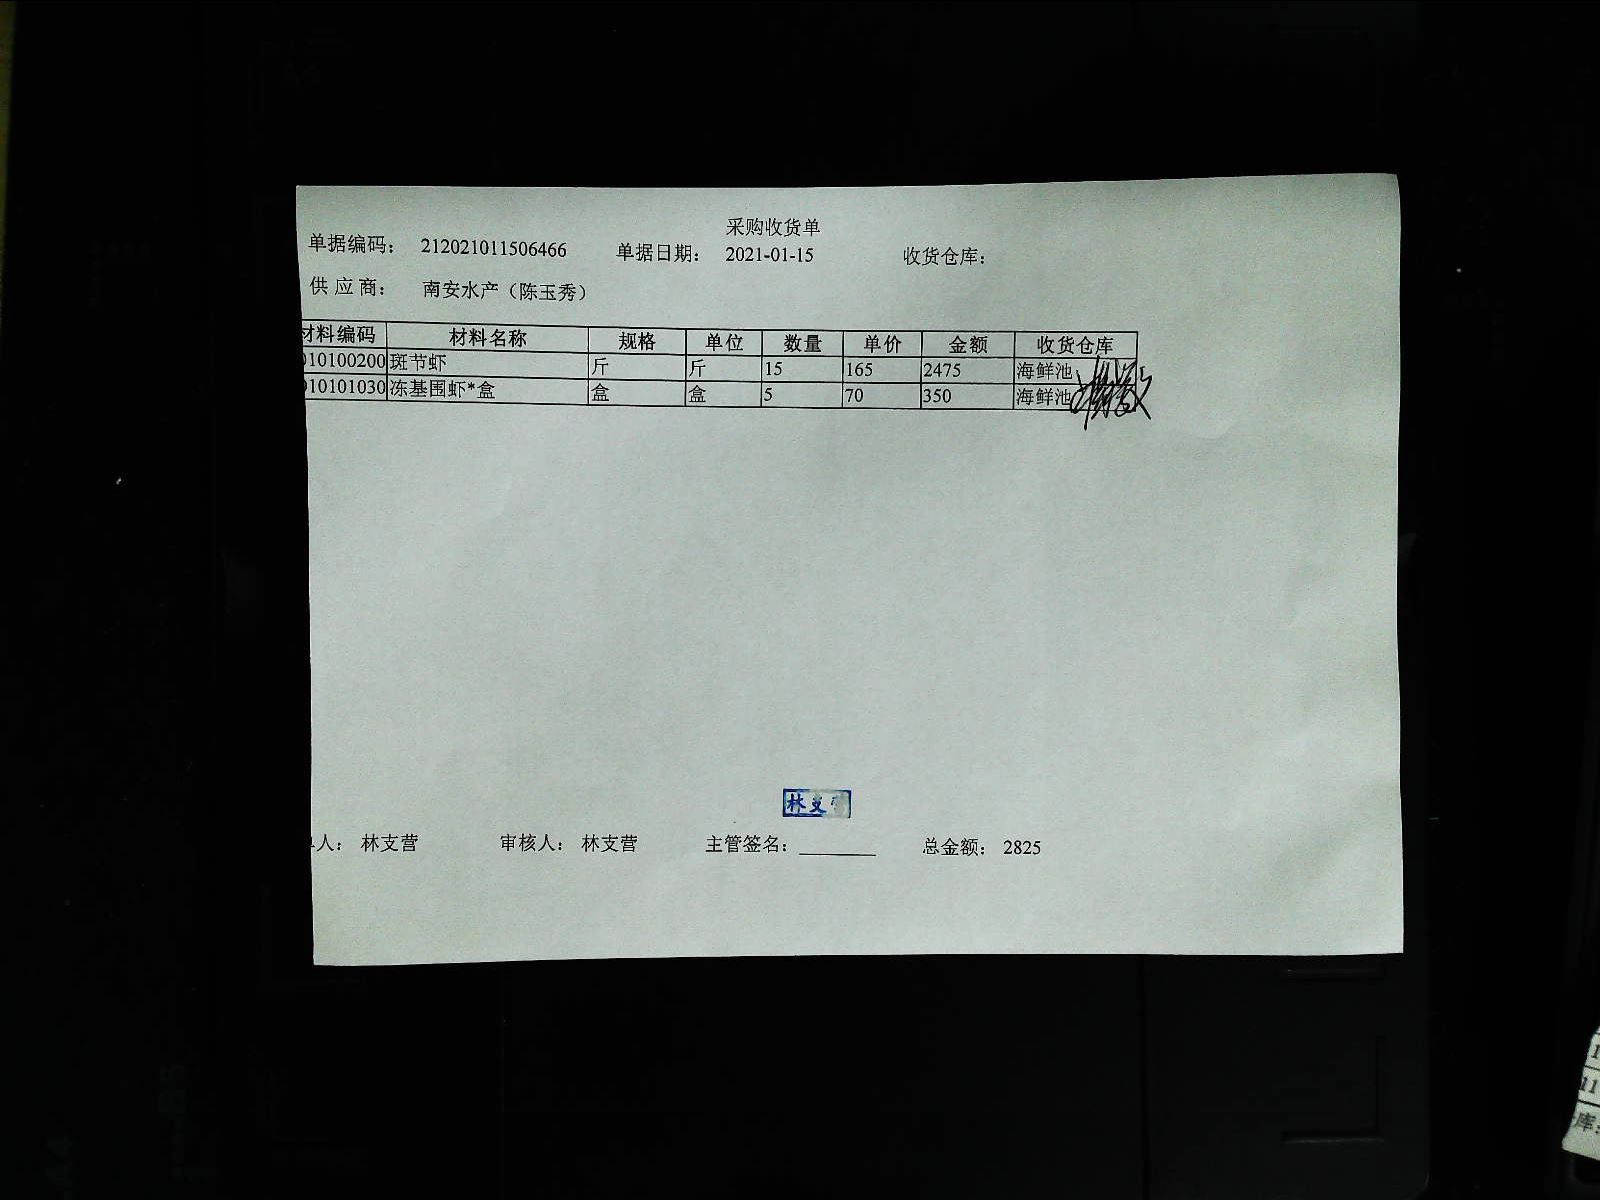 采购收货单
单据编码： 212021011506466 单据日期： 2021-01-15 收货仓库：
供 应 商： 南安水产（陈玉秀）
材料编码 材料名称 规格 单位 数量 单价 金额 收货仓库
010100200 斑节虾 斤 斤 15 165 2475 海鲜池
010101030 冻基围虾*盒 盒 盒 5 70 350 海鲜池
林支
人： 林支营 审核人： 林支营 主管签名： 总金额： 2825